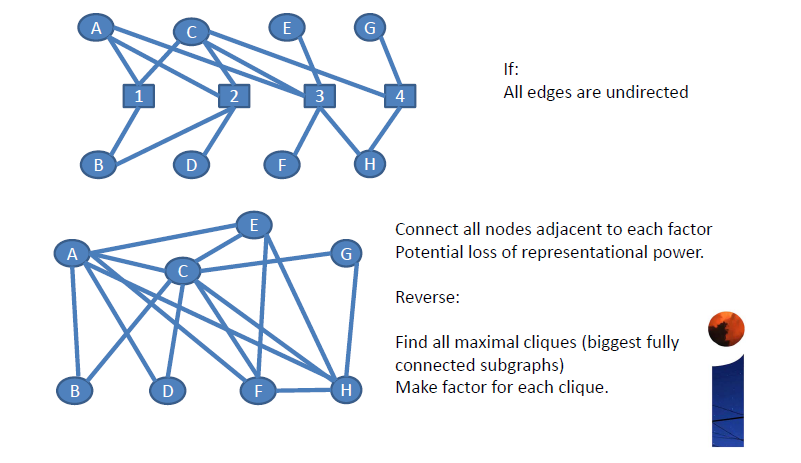 A
C
E
G
1
2
3
4
B
D
F
H
If:
All edges are undirected
E
A
C
G
B
D
F
H
Connect all nodes adjacent to each factor
Potential loss of representational power.
Reverse:
Find all maximal cliques (biggest fully
connected subgraphs)
Make factor for each clique.